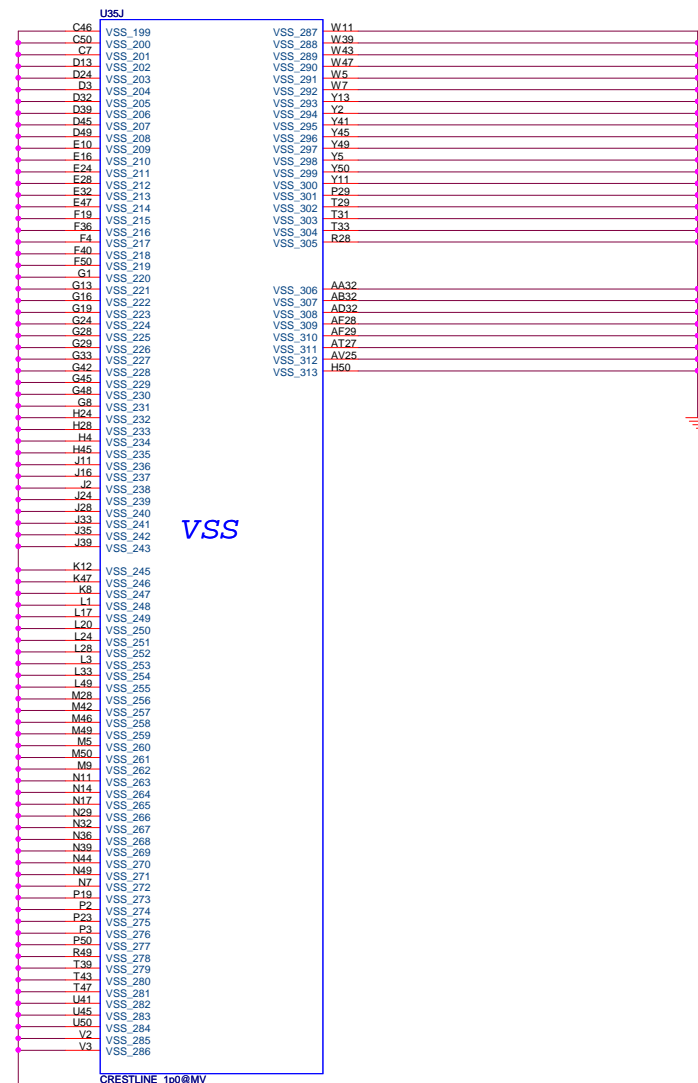 U35J
C46 VSS_199 VSS_287 W11
C50 VSS_200 VSS_288 W39
C7 VSS_201 VSS_289 W43
D13 VSS_202 VSS_290 W47
D24 VSS_203 VSS_291 W5
D3 VSS_204 VSS_292 W7
D32 VSS_205 VSS_293 Y13
D39 VSS_206 VSS_294 Y2
D45 VSS_207 VSS_295 Y41
D49 VSS_208 VSS_296 Y45
E10 VSS_209 VSS_297 Y49
E16 VSS_210 VSS_298 Y5
E24 VSS_211 VSS_299 Y50
E28 VSS_212 VSS_300 Y11
E32 VSS_213 VSS_301 P29
E47 VSS_214 VSS_302 T29
F19 VSS_215 VSS_303 T31
F36 VSS_216 VSS_304 T33
F4 VSS_217 VSS_305 R28
F40 VSS_218
F50 VSS_219
G1 VSS_220
G13 VSS_221 VSS_306 AA32
G16 VSS_222 VSS_307 AB32
G19 VSS_223 VSS_308 AD32
G24 VSS_224 VSS_309 AF28
G28 VSS_225 VSS_310 AF29
G29 VSS_226 VSS_311 AT27
G33 VSS_227 VSS_312 AV25
G42 VSS_228 VSS_313 H50
G45 VSS_229
G48 VSS_230
G8 VSS_231
H24 VSS_232
H28 VSS_233
H4 VSS_234
H45 VSS_235
J11 VSS_236
J16 VSS_237
J2 VSS_238
J24 VSS_239
J28 VSS_240
J33 VSS_241
J35 VSS_242
J39 VSS_243
VSS
K12 VSS_245
K47 VSS_246
K8 VSS_247
L1 VSS_248
L17 VSS_249
L20 VSS_250
L24 VSS_251
L28 VSS_252
L3 VSS_253
L33 VSS_254
L49 VSS_255
M28 VSS_256
M42 VSS_257
M46 VSS_258
M49 VSS_259
M5 VSS_260
M50 VSS_261
M9 VSS_262
N11 VSS_263
N14 VSS_264
N17 VSS_265
N29 VSS_266
N32 VSS_267
N36 VSS_268
N39 VSS_269
N44 VSS_270
N49 VSS_271
N7 VSS_272
P19 VSS_273
P2 VSS_274
P23 VSS_275
P3 VSS_276
P50 VSS_277
R49 VSS_278
T39 VSS_279
T43 VSS_280
T47 VSS_281
U41 VSS_282
U45 VSS_283
U50 VSS_284
V2 VSS_285
V3 VSS_286
CRESTLINE_1p0@MV